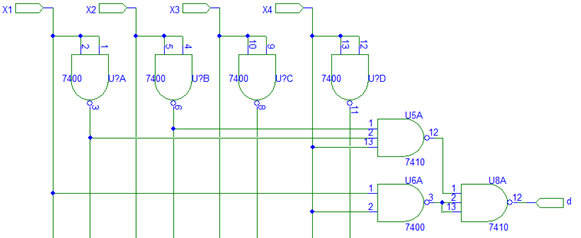 X1 X2 X3 X4
2 1 5 4 10 9 13 12
7400 U?A 7400 U?B 7400 U?C 7400 U?D
3 6 8 11
U5A
1
2 12
13
7410
U6A U8A
1 1
3 2 12 d
2 13
7400 7410